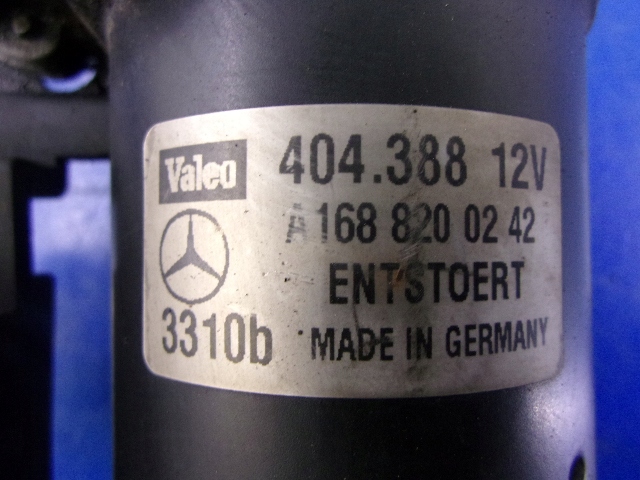 Valeo 404.388 12V
A 168 820 02 42
ENTSTOERT
3310b MADE IN GERMANY